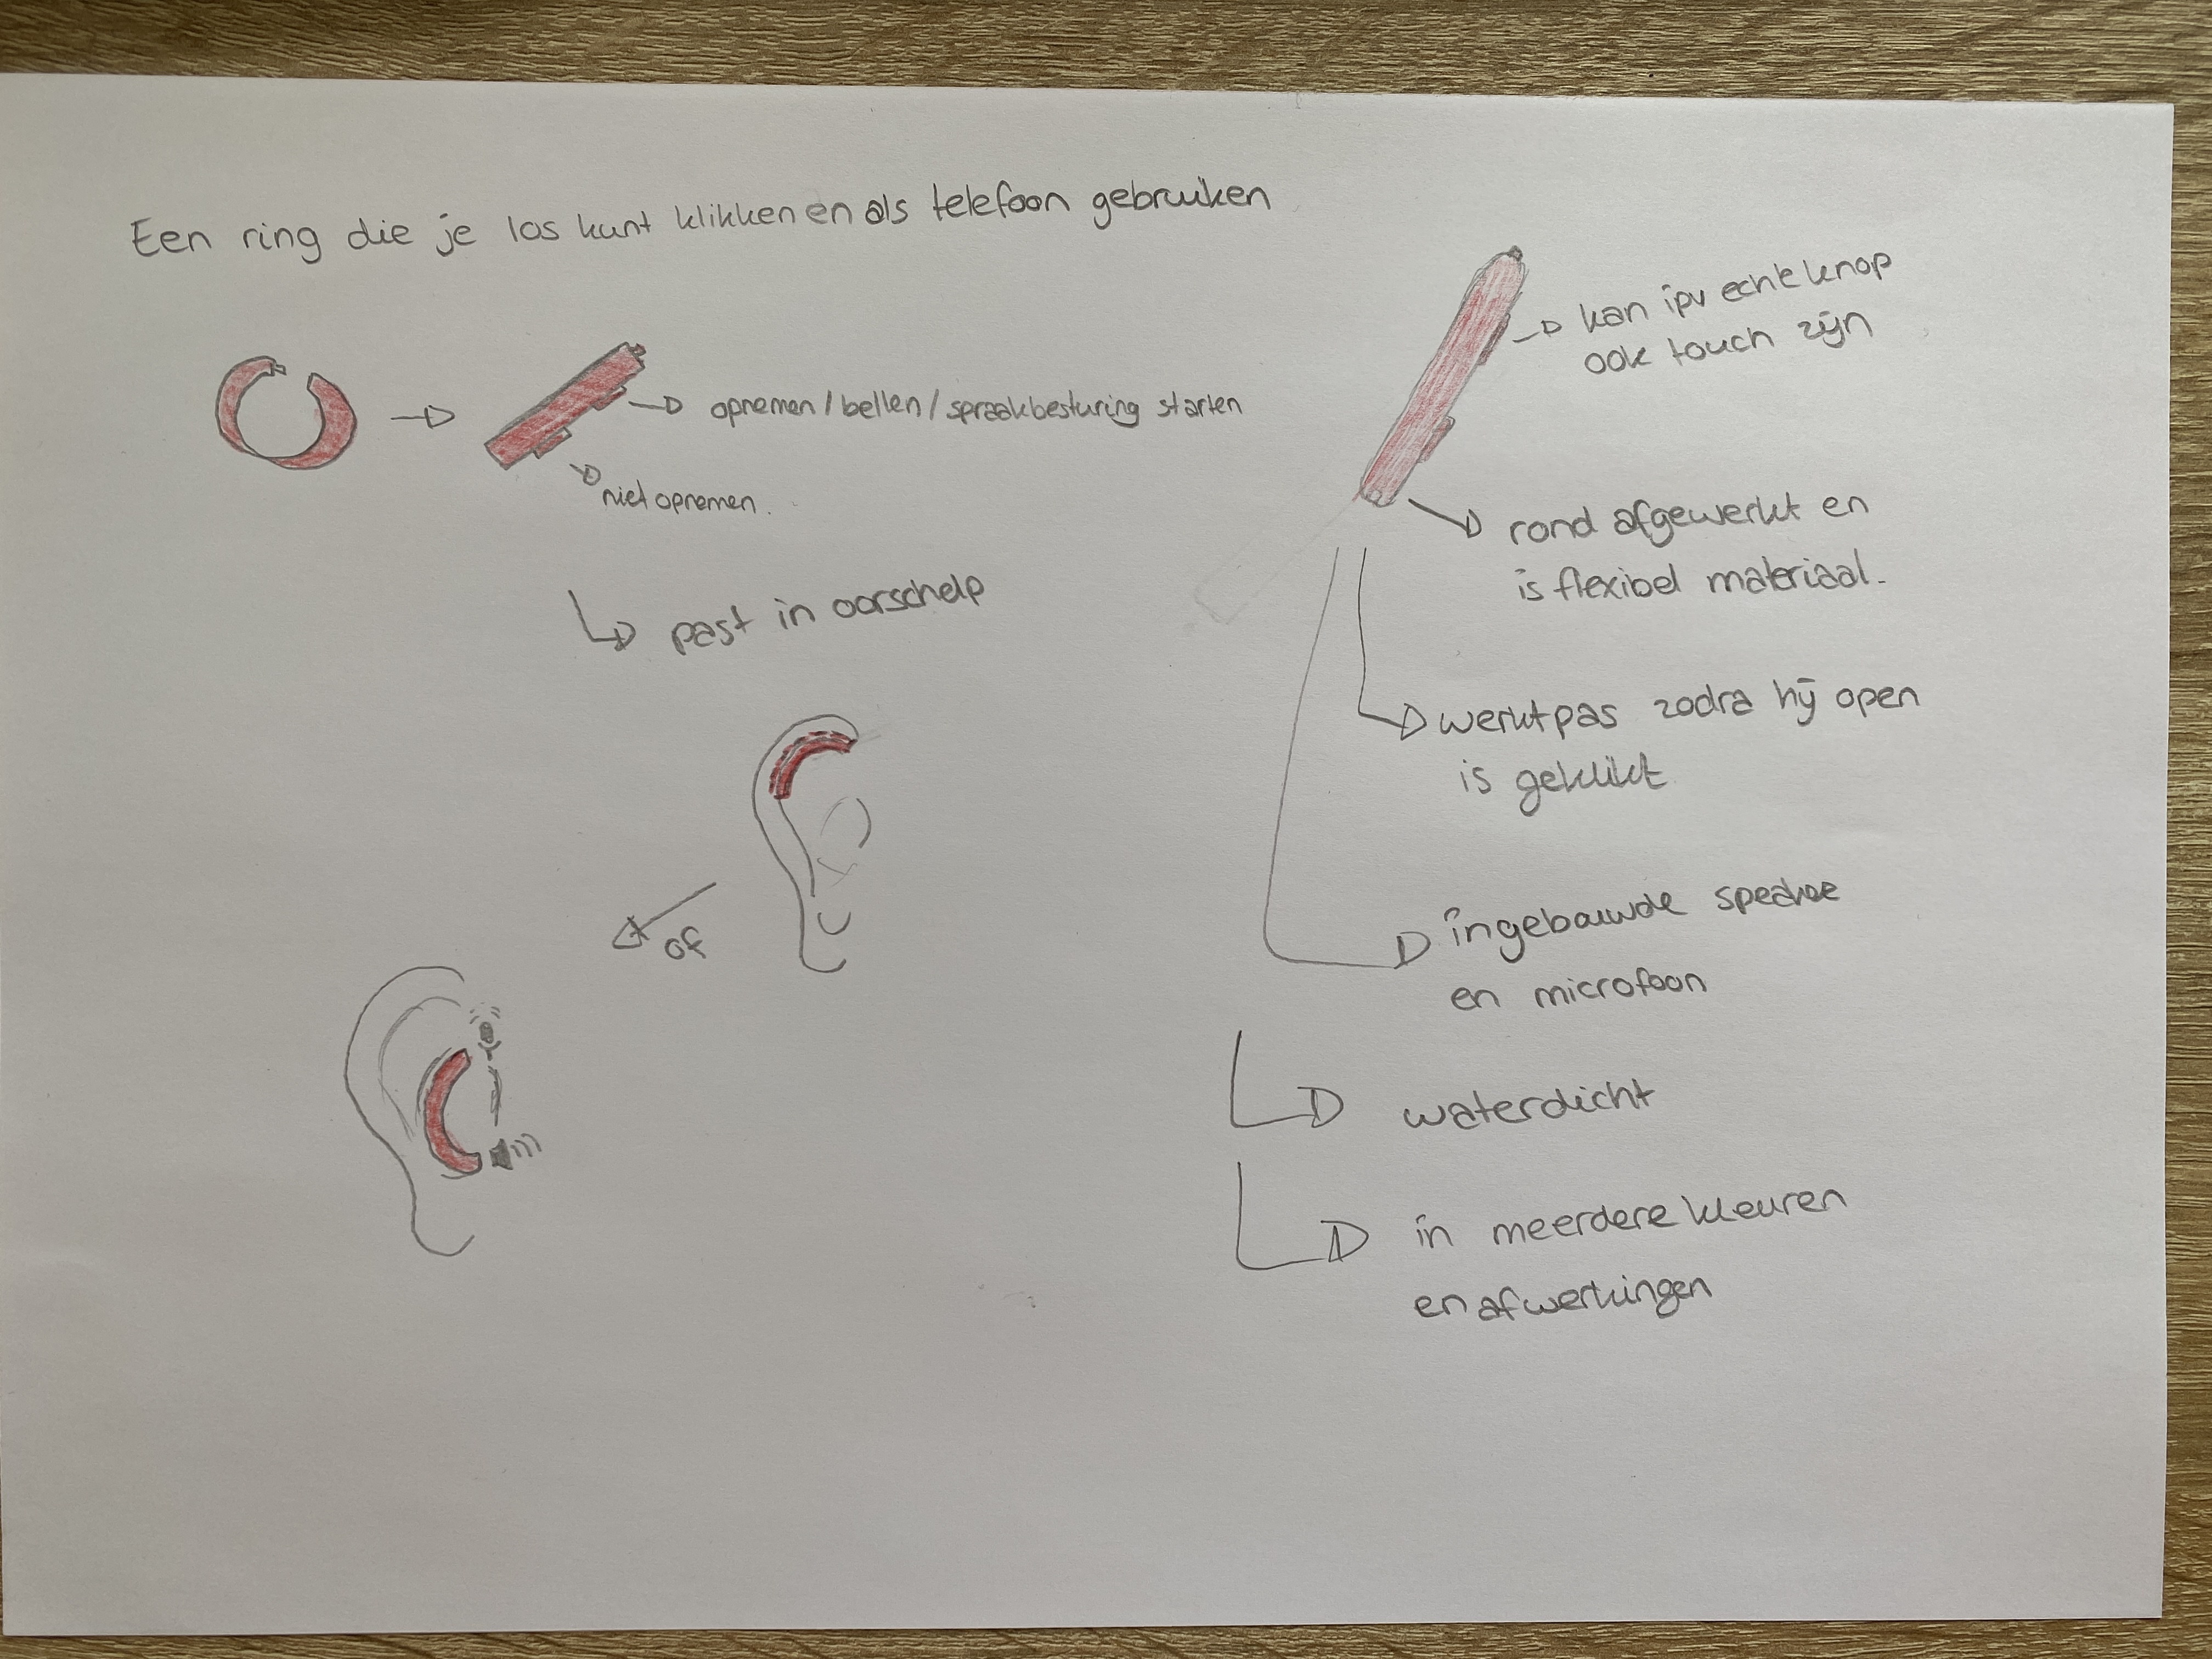 Een ring die je los kunt klikken en als telefoon gebruiken
opnemen / bellen / spraakbesturing starten
niet opnemen.
past in oorschelp
of
kan ipv echte knop
ook touch zijn
rond afgewerkt en
is flexibel materiaal.
werkt pas zodra hij open
is geklikt
ingebouwde
en microfoon
waterdicht
in meerdere kleuren
en afwerkingen